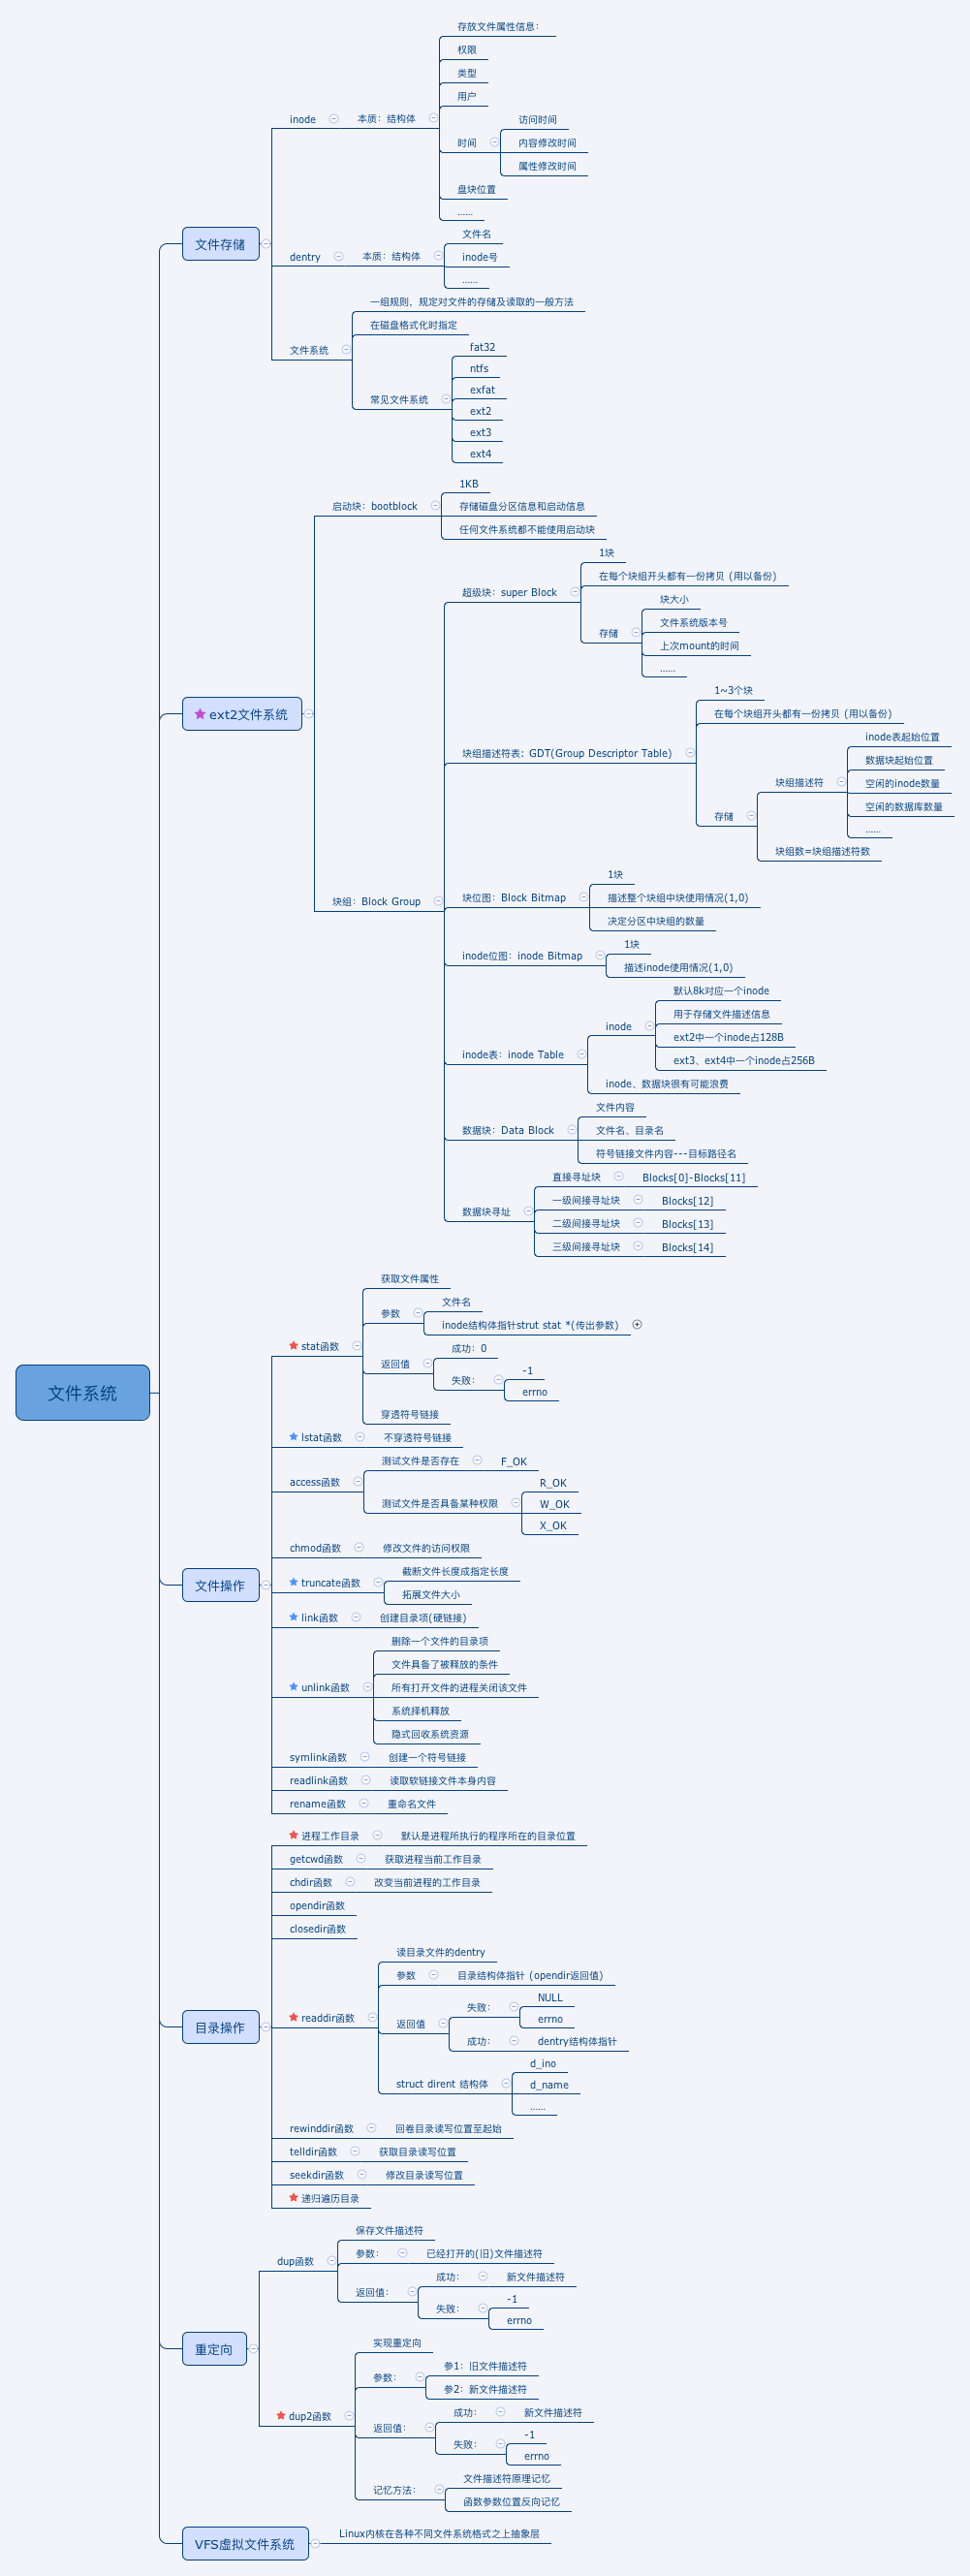 文件系统
文件存储
inode
本质：结构体
存放文件属性信息：
权限
类型
用户
时间
访问时间
内容修改时间
属性修改时间
盘块位置
......
dentry
本质：结构体
文件名
inode号
......
文件系统
一组规则，规定对文件的存储及读取的一般方法
在磁盘格式化时指定
常见文件系统
fat32
ntfs
exfat
ext2
ext3
ext4
ext2文件系统
启动块：bootblock
1KB
存储磁盘分区信息和启动信息
任何文件系统都不能使用启动块
块组：Block Group
超级块：super Block
1块
在每个块组开头都有一份拷贝 (用以备份)
存储
块大小
文件系统版本号
上次mount的时间
......
块组描述符表：GDT(Group Descriptor Table)
1~3个块
在每个块组开头都有一份拷贝 (用以备份)
存储
块组描述符
inode表起始位置
数据块起始位置
空闲的inode数量
空闲的数据库数量
......
块组数=块组描述符数
块位图：Block Bitmap
1块
描述整个块组中块使用情况(1,0)
决定分区中块组的数量
inode位图：inode Bitmap
1块
描述inode使用情况(1,0)
inode表：inode Table
inode
默认8k对应一个inode
用于存储文件描述信息
ext2中一个inode占128B
ext3、ext4中一个inode占256B
inode、数据块很有可能浪费
数据块：Data Block
文件内容
文件名、目录名
符号链接文件内容---目标路径名
数据块寻址
直接寻址块
Blocks[0]-Blocks[11]
一级间接寻址块
Blocks[12]
二级间接寻址块
Blocks[13]
三级间接寻址块
Blocks[14]
文件操作
stat函数
获取文件属性
参数
文件名
inode结构体指针strut stat *(传出参数)
返回值
成功：0
失败：
-1
errno
穿透符号链接
lstat函数
不穿透符号链接
access函数
测试文件是否存在
F_OK
测试文件是否具备某种权限
R_OK
W_OK
X_OK
chmod函数
修改文件的访问权限
truncate函数
截断文件长度成指定长度
拓展文件大小
link函数
创建目录项(硬链接)
unlink函数
删除一个文件的目录项
文件具备了被释放的条件
所有打开文件的进程关闭该文件
系统择机释放
隐式回收系统资源
symlink函数
创建一个符号链接
readlink函数
读取软链接文件本身内容
rename函数
重命名文件
目录操作
进程工作目录
默认是进程所执行的程序所在的目录位置
getcwd函数
获取进程当前工作目录
chdir函数
改变当前进程的工作目录
opendir函数
closedir函数
readdir函数
读目录文件的dentry
参数
目录结构体指针 (opendir返回值)
返回值
失败：
NULL
errno
成功：
dentry结构体指针
struct dirent 结构体
d_ino
d_name
......
rewinddir函数
回卷目录读写位置至起始
telldir函数
获取目录读写位置
seekdir函数
修改目录读写位置
递归遍历目录
重定向
dup函数
保存文件描述符
参数：
已经打开的(旧)文件描述符
返回值：
成功：
新文件描述符
失败：
-1
errno
dup2函数
实现重定向
参数：
参1：旧文件描述符
参2：新文件描述符
返回值：
成功：
新文件描述符
失败：
-1
errno
记忆方法：
文件描述符原理记忆
函数参数位置反向记忆
VFS虚拟文件系统
Linux内核在各种不同文件系统格式之上抽象层